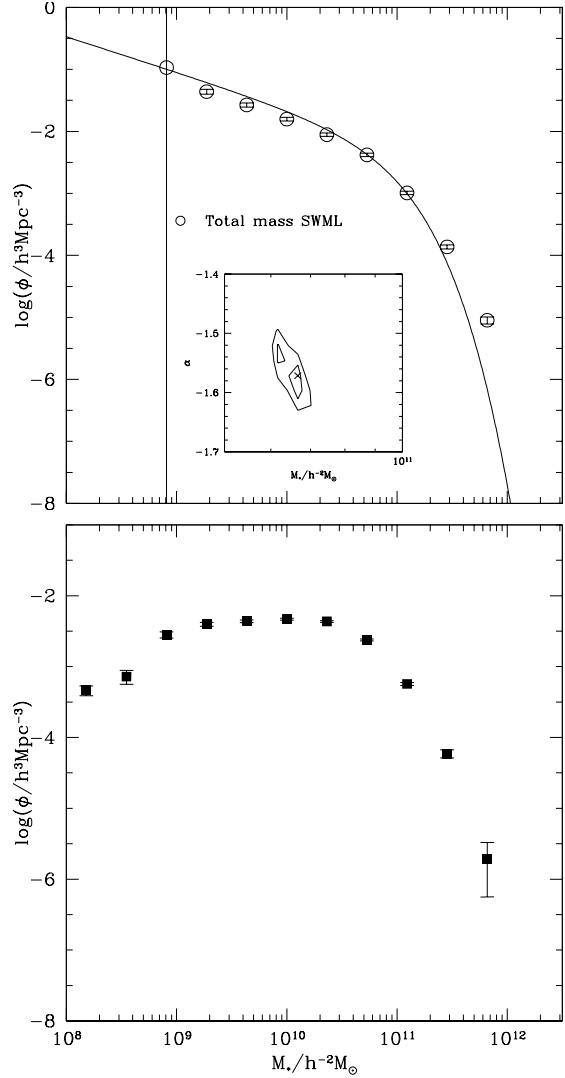 0
−2
−4
−6
−8
log(φ/h³Mpc⁻³)
Total mass SWML
−1.4
−1.5
−1.6
−1.7
α
10¹¹
M⋆/h⁻²M☉
−2
−4
−6
−8
log(φ/h³Mpc⁻³)
10⁸ 10⁹ 10¹⁰ 10¹¹ 10¹²
M⋆/h⁻²M☉